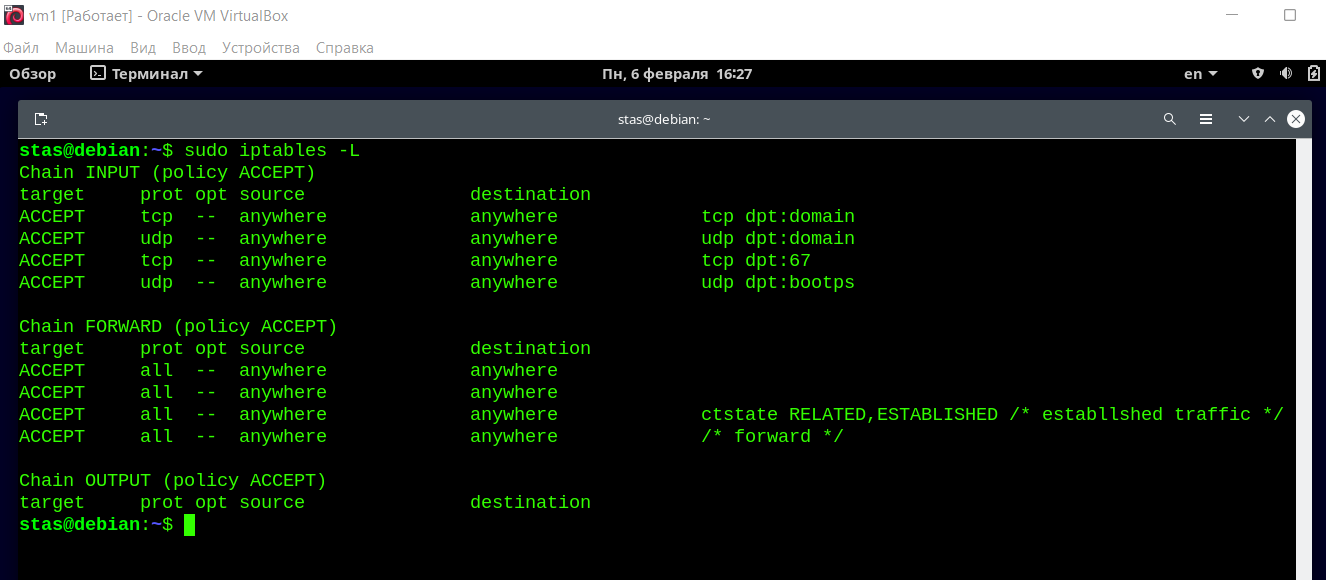 vm1 [Работает] - Oracle VM VirtualBox
Файл Машина Вид Ввод Устройства Справка
Обзор Терминал Пн, 6 февраля 16:27 en
stas@debian: ~
stas@debian:~$ sudo iptables -L
Chain INPUT (policy ACCEPT)
target     prot opt source               destination
ACCEPT     tcp  --  anywhere             anywhere             tcp dpt:domain
ACCEPT     udp  --  anywhere             anywhere             udp dpt:domain
ACCEPT     tcp  --  anywhere             anywhere             tcp dpt:67
ACCEPT     udp  --  anywhere             anywhere             udp dpt:bootps
Chain FORWARD (policy ACCEPT)
target     prot opt source               destination
ACCEPT     all  --  anywhere             anywhere
ACCEPT     all  --  anywhere             anywhere
ACCEPT     all  --  anywhere             anywhere             ctstate RELATED,ESTABLISHED /* establlshed traffic */
ACCEPT     all  --  anywhere             anywhere             /* forward */
Chain OUTPUT (policy ACCEPT)
target     prot opt source               destination
stas@debian:~$